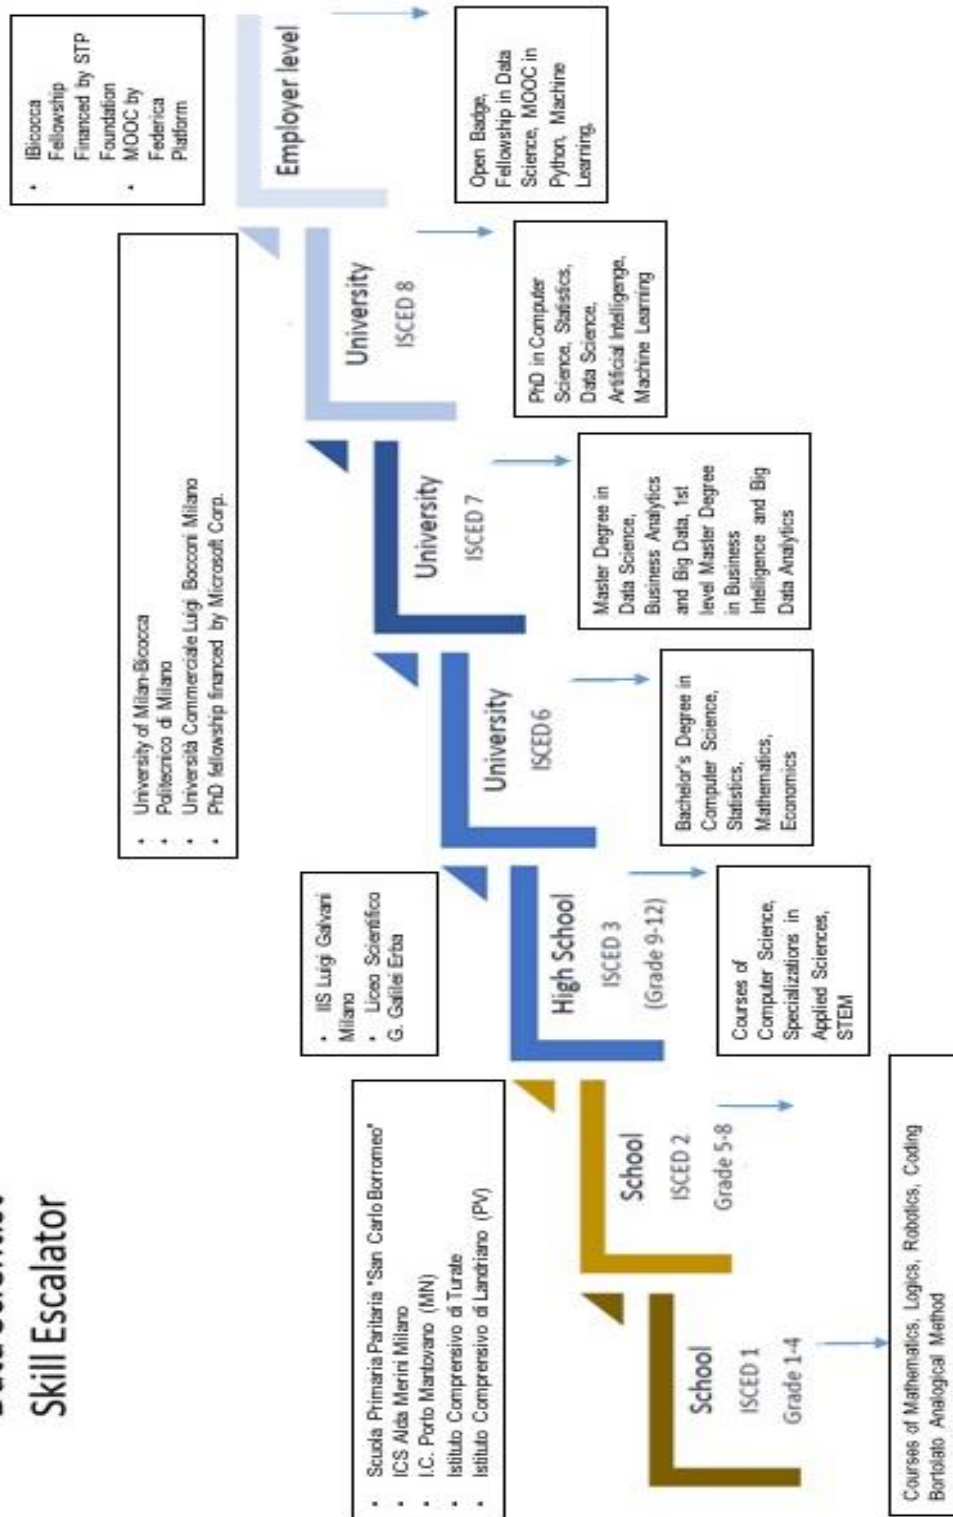 Skill Escalator
• Scuola Primaria Paritaria "San Carlo Borromeo"
• ICS Alda Merini Milano
• I.C. Porto Mantovano (MN)
• Istituto Comprensivo di Turate
• Istituto Comprensivo di Landriano (PV)
• IIS Luigi Galvani
Milano
• Liceo Scientifico
G. Galilei Erba
• University of Milan-Bicocca
• Politecnico di Milano
• Università Commerciale Luigi Bocconi Milano
• PhD fellowship financed by Microsoft Corp.
• IBicocca
Fellowship
Financed by STP
Foundation
• MOOC by
Federica
Platform
School
ISCED 1
Grade 1-4
School
ISCED 2
Grade 5-8
High School
ISCED 3
(Grade 9-12)
University
ISCED 6
University
ISCED 7
University
ISCED 8
Employer level
Courses of Mathematics, Logics, Robotics, Coding
Bortolato Analogical Method
Courses of
Computer Science,
Specializations in
Applied Sciences,
STEM
Bachelor's Degree in
Computer Science,
Statistics,
Mathematics,
Economics
Master Degree in
Data Science,
Business Analytics
and Big Data, 1st
level Master Degree
in Business
Intelligence and Big
Data Analytics
PhD in Computer
Science, Statistics,
Data Science,
Artificial Intelligence,
Machine Learning
Open Badge,
Fellowship in Data
Science, MOOC in
Python, Machine
Learning,